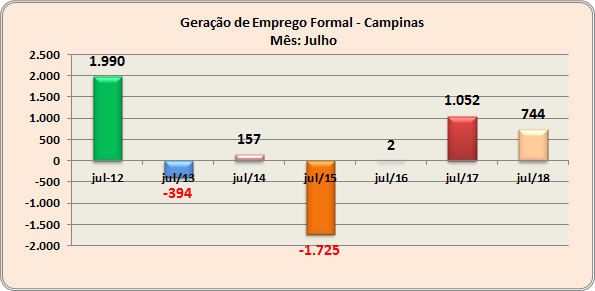 Geração de Emprego Formal - Campinas
Mês: Julho
2.500
2.000
1.500
1.000
500
0
-500
-1.000
-1.500
-2.000
1.990
-394
157
-1.725
2
1.052
744
jul-12
jul/13
jul/14
jul/15
jul/16
jul/17
jul/18